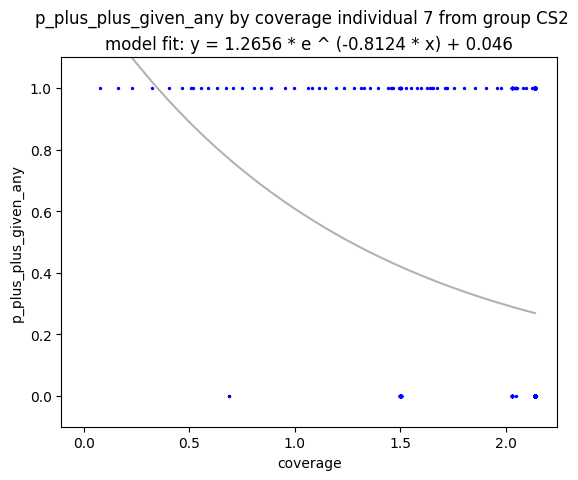 p_plus_plus_given_any by coverage individual 7 from group CS2
model fit: y = 1.2656 * e ^ (-0.8124 * x) + 0.046
1.0
0.8
0.6
0.4
0.2
0.0
p_plus_plus_given_any
0.0 0.5 1.0 1.5 2.0
coverage